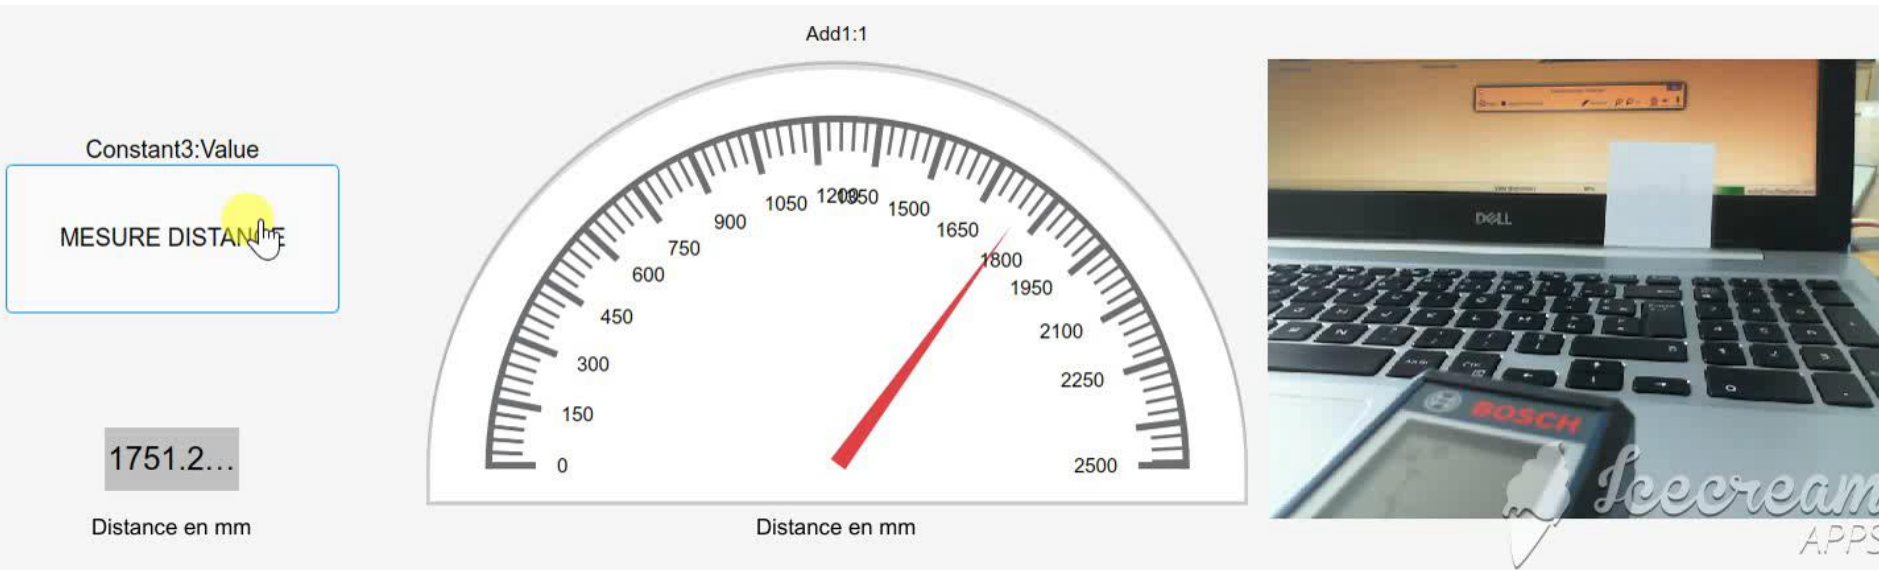 Add1:1
Constant3:Value
MESURE DISTANCE
1751.2...
Distance en mm
0
150
300
450
600
750
900
1050
1200
1350
1500
1650
1800
1950
2100
2250
2500
Distance en mm
DELL
BOSCH
Icecream
APPS